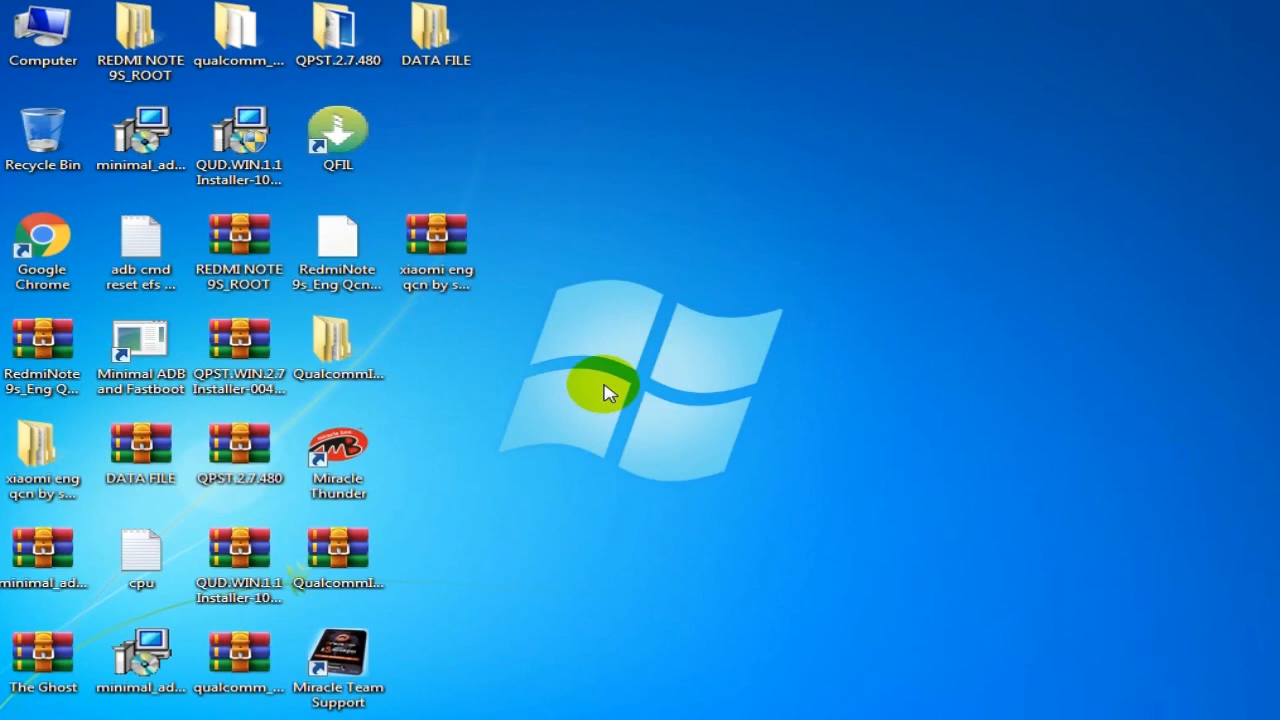 Computer
REDMI NOTE
9S_ROOT
qualcomm_...
QPST.2.7.480
DATA FILE
Recycle Bin
minimal_ad...
QUD.WIN.1.1
Installer-10...
QFIL
Google
Chrome
adb cmd
reset efs ...
REDMI NOTE
9S_ROOT
RedmiNote
9s_Eng Qcn...
xiaomi eng
qcn by s...
RedmiNote
9s_Eng Q...
Minimal ADB
and Fastboot
QPST.WIN.2.7
Installer-004...
QualcommI...
xiaomi eng
qcn by s...
DATA FILE
QPST.2.7.480
Miracle
Thunder
minimal_ad...
cpu
QUD.WIN.1.1
Installer-10...
QualcommI...
The Ghost
minimal_ad...
qualcomm_...
Miracle Team
Support